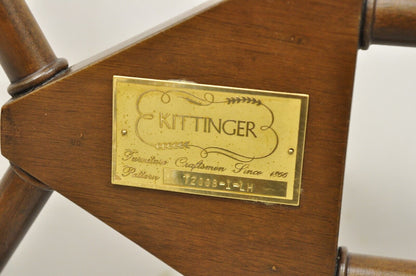 KITTINGER
Furniture Craftsmen Since 1866
Pattern